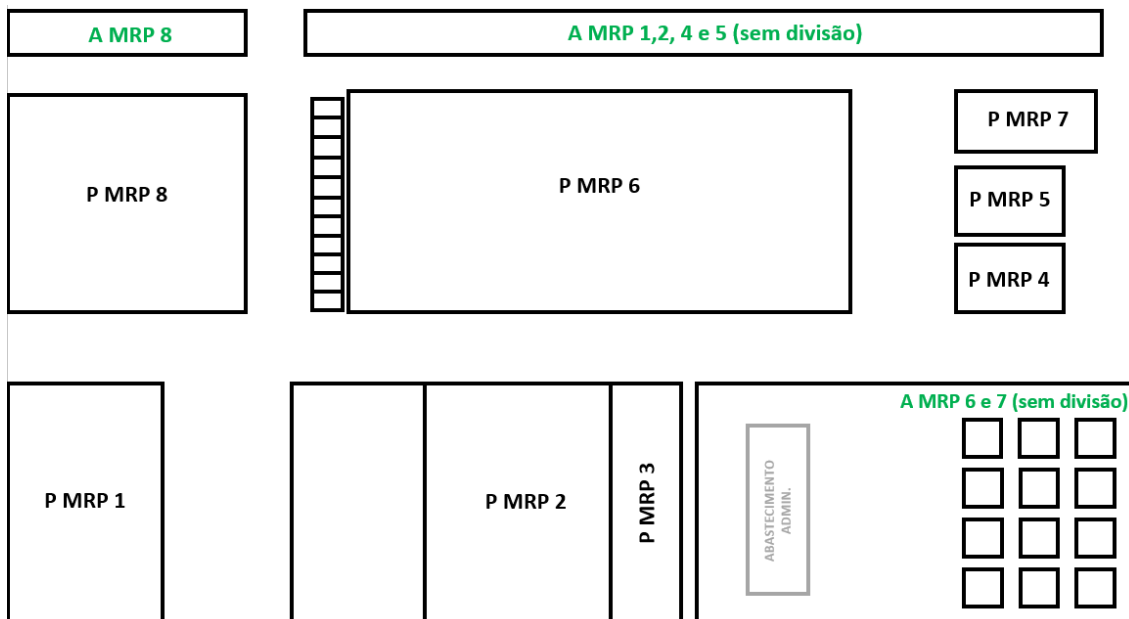 A MRP 8
A MRP 1,2, 4 e 5 (sem divisão)
P MRP 8
P MRP 6
P MRP 7
P MRP 5
P MRP 4
P MRP 1
P MRP 2
P MRP 3
A MRP 6 e 7 (sem divisão)
ABASTECIMENTO
ADMIN.